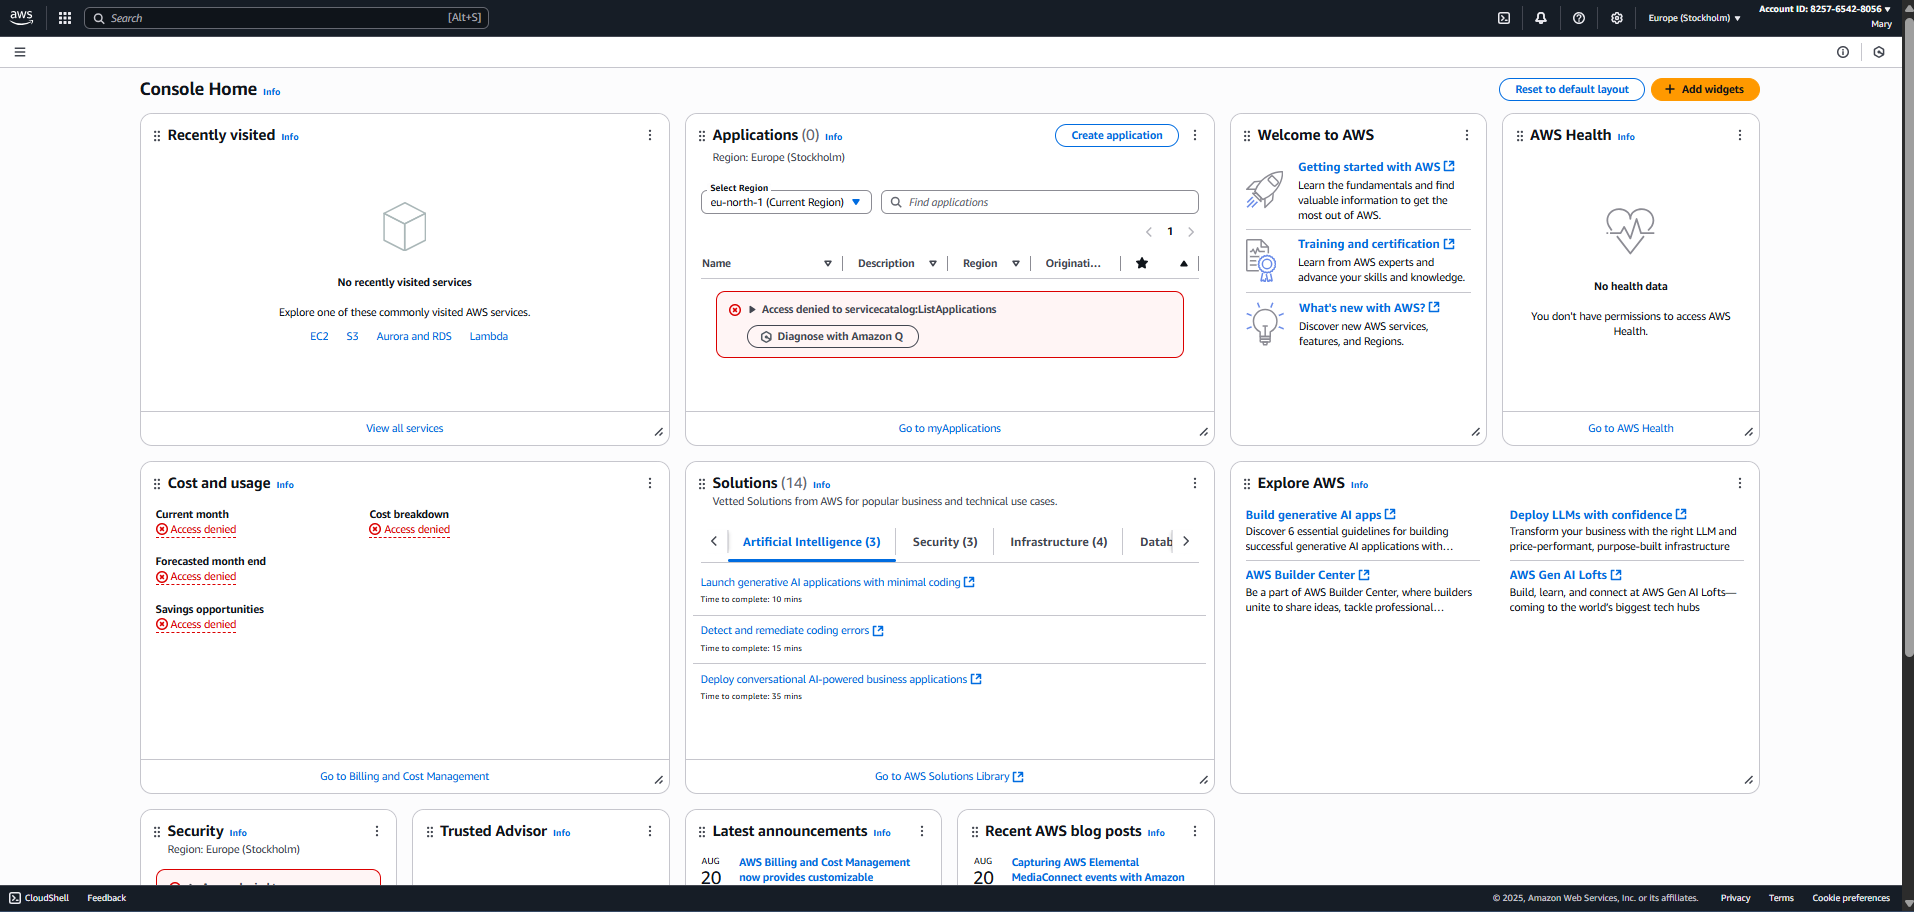 aws
Search
[Alt+S]
Europe (Stockholm)
Account ID: 8257-6542-8056
Mary
Console Home Info
Reset to default layout
+ Add widgets
Recently visited Info
No recently visited services
Explore one of these commonly visited AWS services.
EC2 S3 Aurora and RDS Lambda
View all services
Applications (0) Info
Create application
Region: Europe (Stockholm)
Select Region
eu-north-1 (Current Region)
Find applications
1
Name Description Region Originati...
Access denied to servicecatalog:ListApplications
Diagnose with Amazon Q
Go to myApplications
Welcome to AWS
Getting started with AWS
Learn the fundamentals and find
valuable information to get the
most out of AWS.
Training and certification
Learn from AWS experts and
advance your skills and knowledge.
What's new with AWS?
Discover new AWS services,
features, and Regions.
AWS Health Info
No health data
You don't have permissions to access AWS
Health.
Go to AWS Health
Cost and usage Info
Current month
Access denied
Cost breakdown
Access denied
Forecasted month end
Access denied
Savings opportunities
Access denied
Go to Billing and Cost Management
Solutions (14) Info
Vetted Solutions from AWS for popular business and technical use cases.
Artificial Intelligence (3) Security (3) Infrastructure (4) Datab
Launch generative AI applications with minimal coding
Time to complete: 10 mins
Detect and remediate coding errors
Time to complete: 15 mins
Deploy conversational AI-powered business applications
Time to complete: 35 mins
Go to AWS Solutions Library
Explore AWS Info
Build generative AI apps
Discover 6 essential guidelines for building
successful generative AI applications with...
Deploy LLMs with confidence
Transform your business with the right LLM and
price-performant, purpose-built infrastructure
AWS Builder Center
Be a part of AWS Builder Center, where builders
unite to share ideas, tackle professional...
AWS Gen AI Lofts
Build, learn, and connect at AWS Gen AI Lofts—
coming to the world's biggest tech hubs
Security Info
Region: Europe (Stockholm)
Trusted Advisor Info
Latest announcements Info
AUG
20
AWS Billing and Cost Management
now provides customizable
Recent AWS blog posts Info
AUG
20
Capturing AWS Elemental
MediaConnect events with Amazon
CloudShell
Feedback
© 2025, Amazon Web Services, Inc. or its affiliates.
Privacy
Terms
Cookie preferences